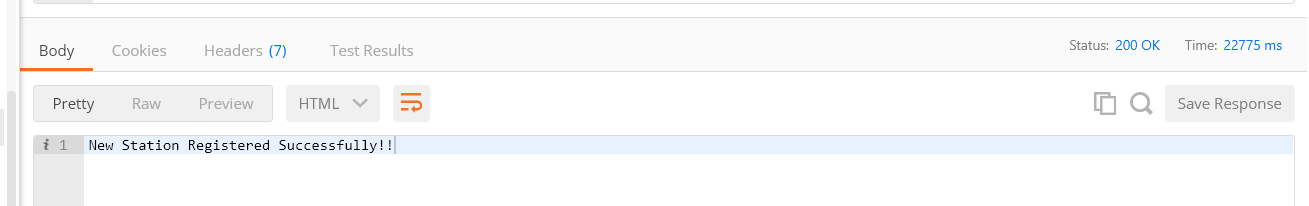 Body Cookies Headers (7) Test Results Status: 200 OK Time: 22775 ms
Pretty Raw Preview HTML Save Response
i 1 New Station Registered Successfully!!